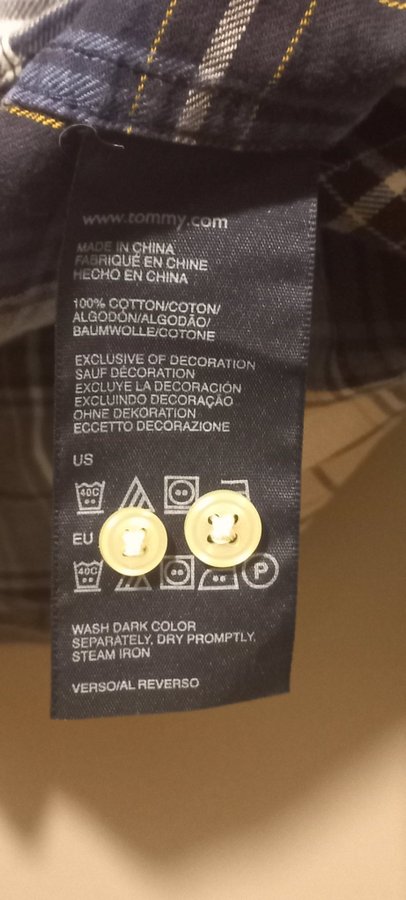 www.tommy.com
MADE IN CHINA
FABRIQUÉ EN CHINE
HECHO EN CHINA
100% COTTON/COTON/
ALGODÓN/ALGODÃO/
BAUMWOLLE/COTONE
EXCLUSIVE OF DECORATION
SAUF DÉCORATION
EXCLUYE LA DECORACIÓN
EXCLUINDO DECORAÇÃO
OHNE DEKORATION
ECCETTO DECORAZIONE
US
40C
EU
40C P
WASH DARK COLOR
SEPARATELY, DRY PROMPTLY,
STEAM IRON
VERSO/AL REVERSO